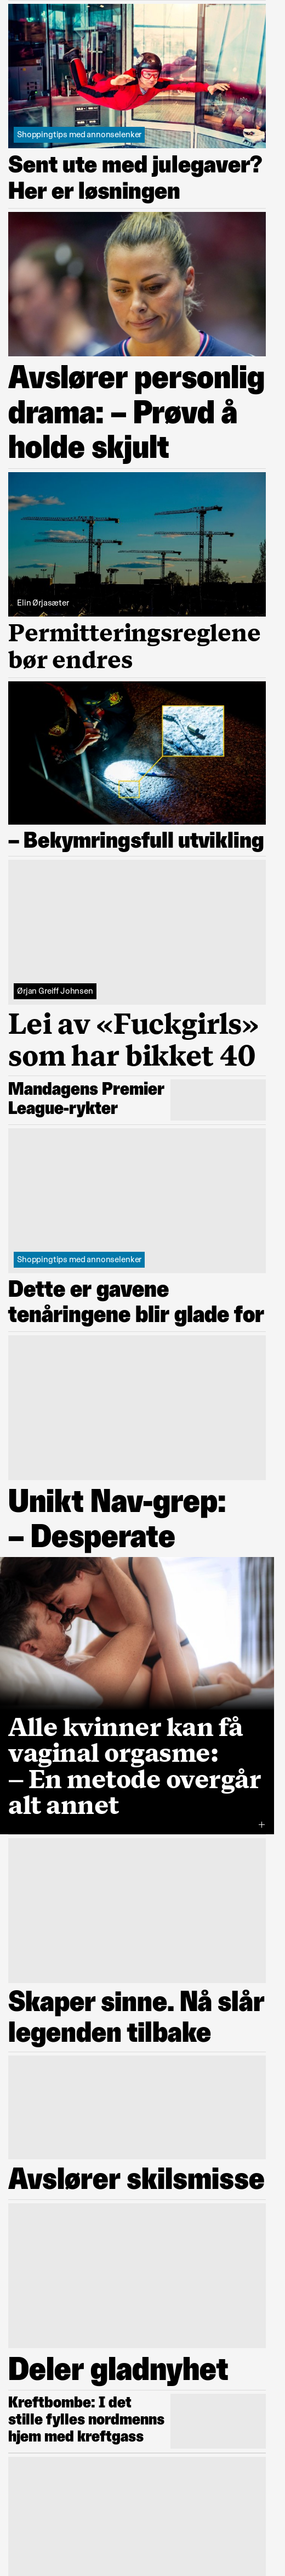 Shoppingtips med annonselenker
Sent ute med julegaver?
Her er løsningen
Avslører personlig
drama: – Prøvd å
holde skjult
Elin Ørjasæter
Permitteringsreglene
bør endres
– Bekymringsfull utvikling
Ørjan Greiff Johnsen
Lei av «Fuckgirls»
som har bikket 40
Mandagens Premier
League-rykter
Shoppingtips med annonselenker
Dette er gavene
tenåringene blir glade for
Unikt Nav-grep:
– Desperate
Alle kvinner kan få
vaginal orgasme:
– En metode overgår
alt annet
+
Skaper sinne. Nå slår
legenden tilbake
Avslører skilsmisse
Deler gladnyhet
Kreftbombe: I det
stille fylles nordmenns
hjem med kreftgass